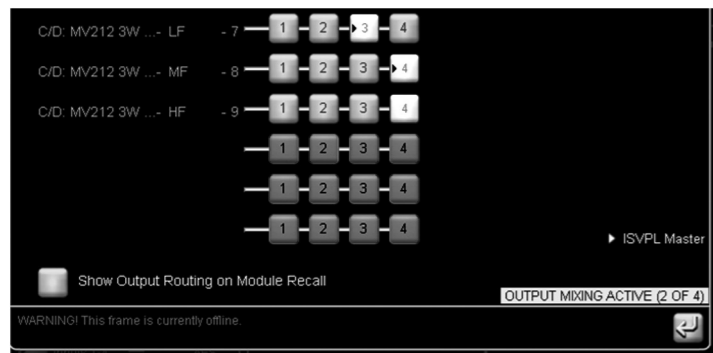 C/D: MV212 3W ...- LF - 7 1 2 3 4
C/D: MV212 3W ...- MF - 8 1 2 3 4
C/D: MV212 3W ...- HF - 9 1 2 3 4
1 2 3 4
1 2 3 4
1 2 3 4
ISVPL Master
Show Output Routing on Module Recall
OUTPUT MIXING ACTIVE (2 OF 4)
WARNING! This frame is currently offline.